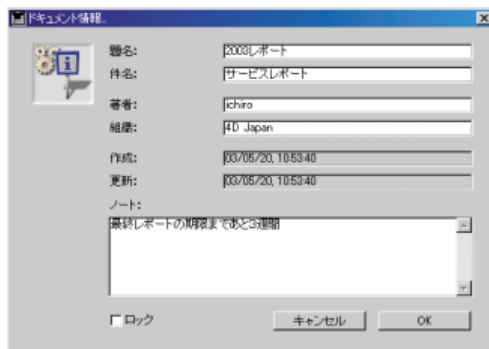 ドキュメント情報..
題名: 2003レポート
件名: サービスレポート
著者: ichiro
組織: 4D Japan
作成: 03/05/20, 10:53:40
更新: 03/05/20, 10:53:40
ノート:
最終レポートの期限まであと3週間
ロック キャンセル OK